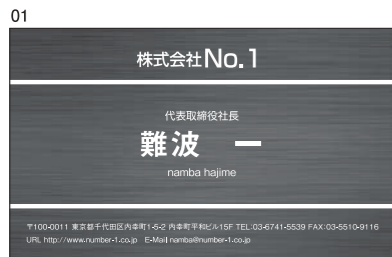 01
株式会社No.1
代表取締役社長
難波 一
namba hajime
〒100-0011 東京都千代田区内幸町1-5-2 内幸町平和ビル15F TEL:03-6741-5539 FAX:03-5510-9116
URL http://www.number-1.co.jp E-Mail namba@number-1.co.jp